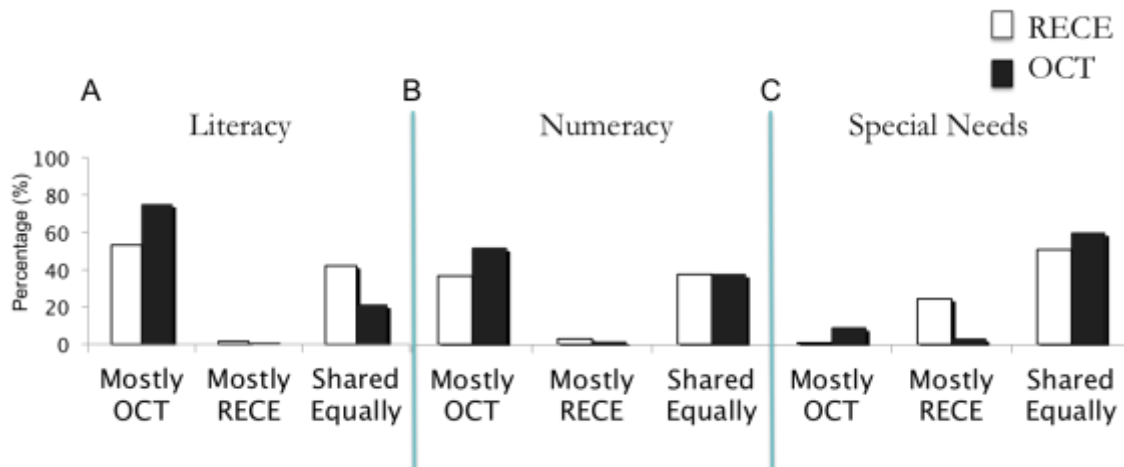 RECE
OCT
A
B
C
Literacy
Numeracy
Special Needs
Percentage (%)
100
80
60
40
20
0
Mostly
OCT
Mostly
RECE
Shared
Equally
Mostly
OCT
Mostly
RECE
Shared
Equally
Mostly
OCT
Mostly
RECE
Shared
Equally